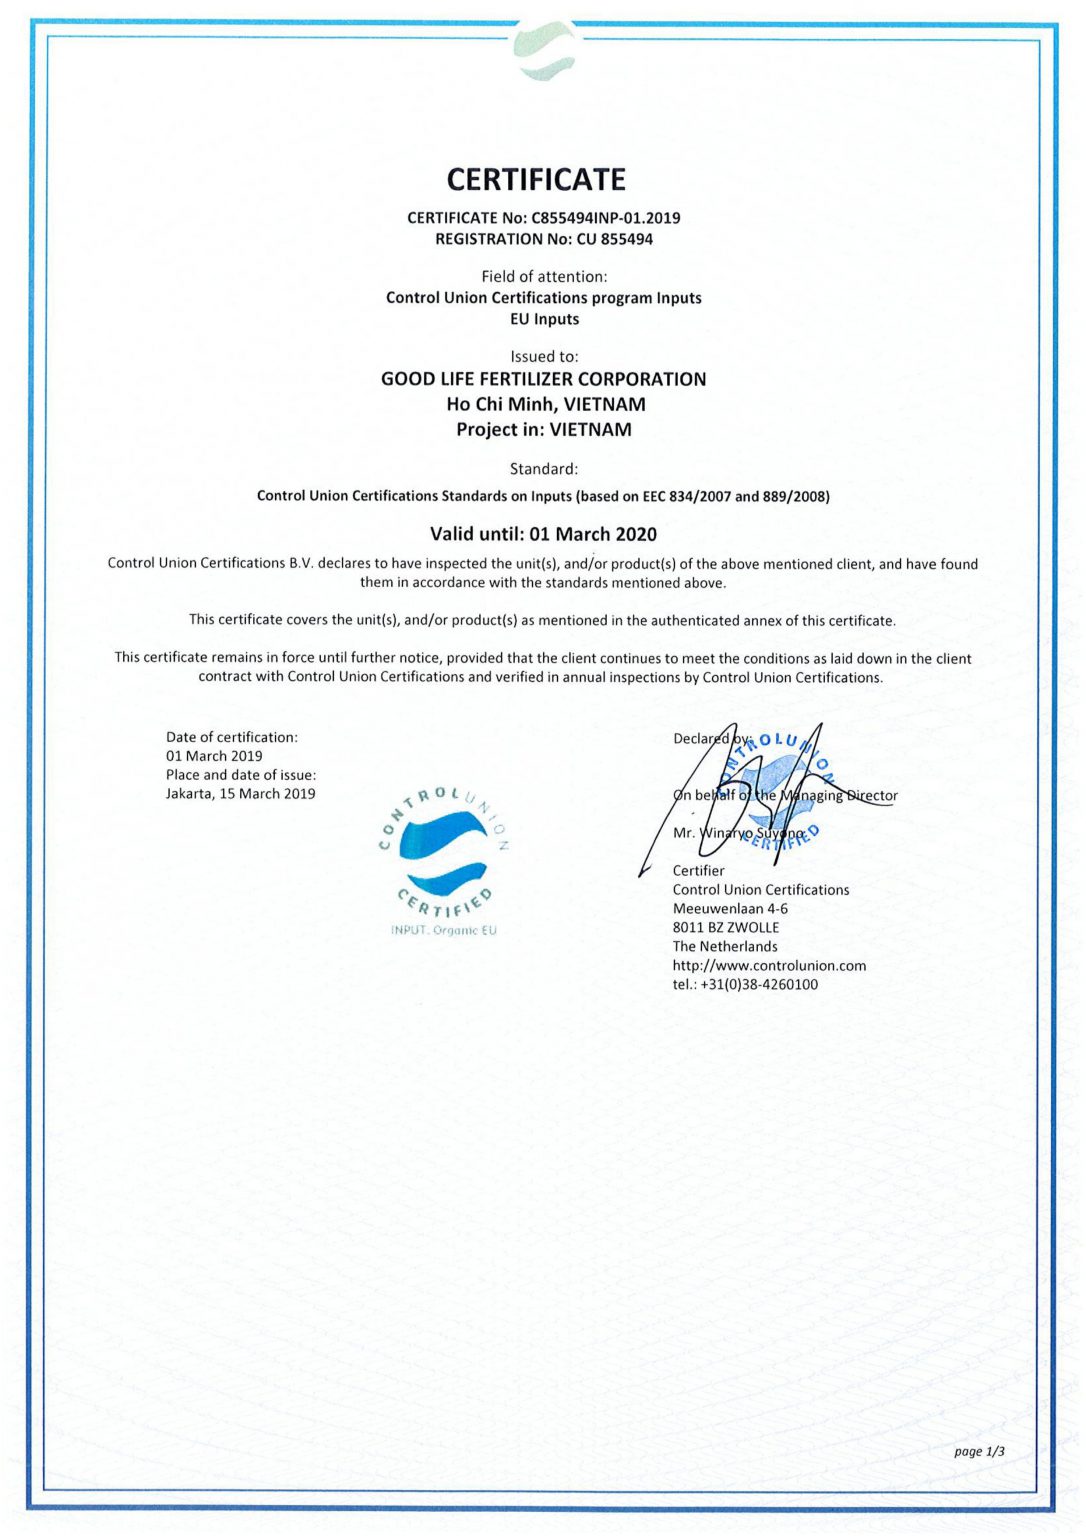 CERTIFICATE
CERTIFICATE No: C855494INP-01.2019
REGISTRATION No: CU 855494
Field of attention:
Control Union Certifications program Inputs
EU Inputs
Issued to:
GOOD LIFE FERTILIZER CORPORATION
Ho Chi Minh, VIETNAM
Project in: VIETNAM
Standard:
Control Union Certifications Standards on Inputs (based on EEC 834/2007 and 889/2008)
Valid until: 01 March 2020
Control Union Certifications B.V. declares to have inspected the unit(s), and/or product(s) of the above mentioned client, and have found
them in accordance with the standards mentioned above.
This certificate covers the unit(s), and/or product(s) as mentioned in the authenticated annex of this certificate.
This certificate remains in force until further notice, provided that the client continues to meet the conditions as laid down in the client
contract with Control Union Certifications and verified in annual inspections by Control Union Certifications.
Date of certification:
01 March 2019
Place and date of issue:
Jakarta, 15 March 2019
CONTROLUNION
CERTIFIED
INPUT. Organic EU
Declared by:
CONTROLUNION
On behalf of the Managing Director
Mr. Winaryo Suyono
CERTIFIED
Certifier
Control Union Certifications
Meeuwenlaan 4-6
8011 BZ ZWOLLE
The Netherlands
http://www.controlunion.com
tel.: +31(0)38-4260100
page 1/3